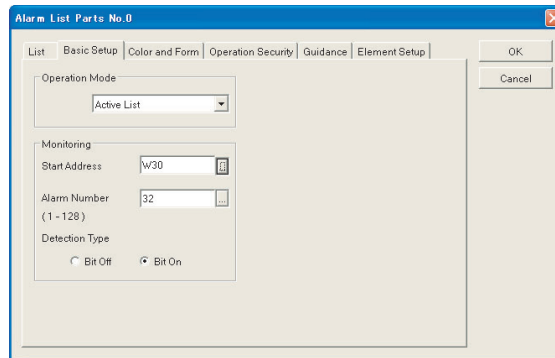 Alarm List Parts No.0
List Basic Setup Color and Form Operation Security Guidance Element Setup
OK
Cancel
Operation Mode
Active List
Monitoring
Start Address W30
Alarm Number 32 ...
( 1 - 128 )
Detection Type
Bit Off Bit On